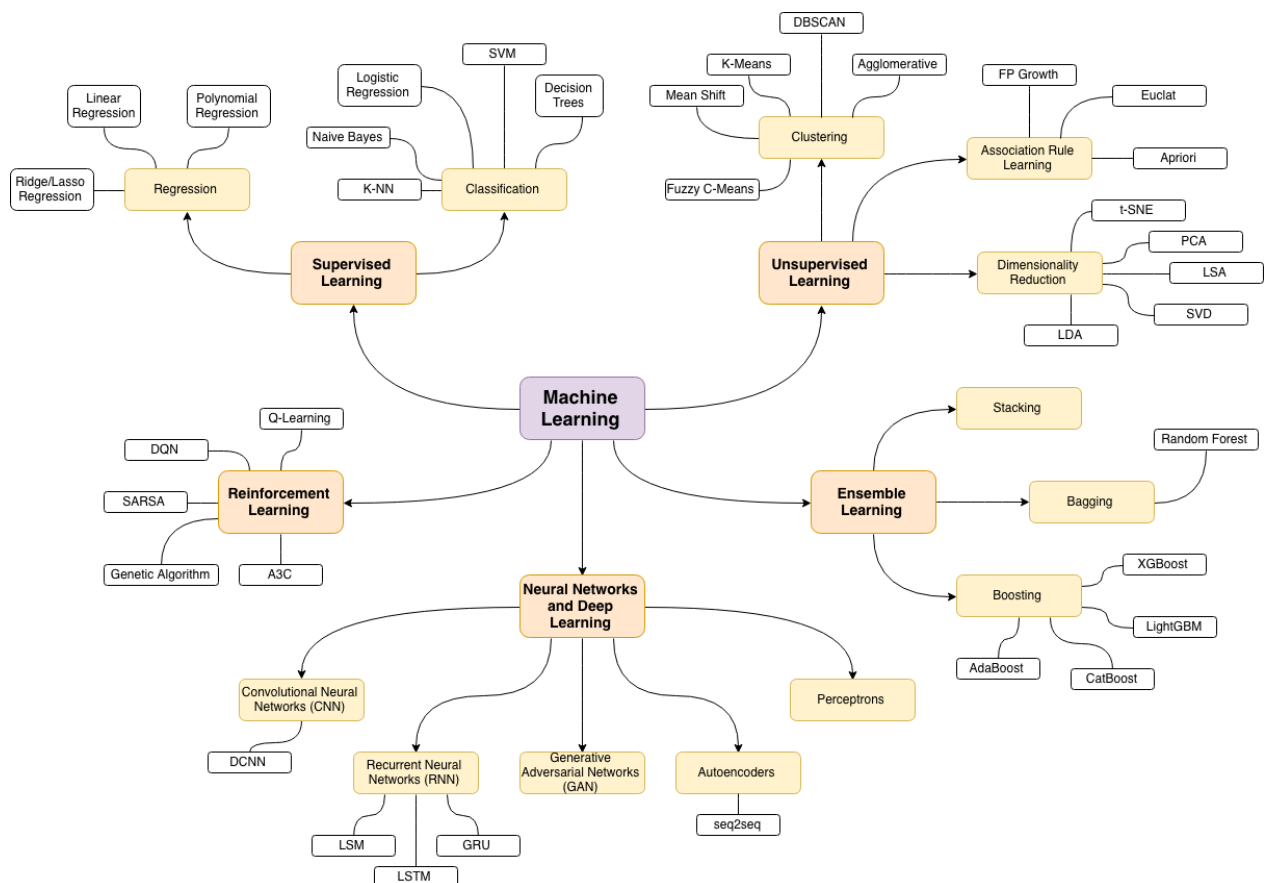 DBSCAN
SVM
K-Means
Agglomerative
Logistic
Regression
FP Growth
Linear
Regression
Polynomial
Regression
Decision
Trees
Mean Shift
Euclat
Clustering
Naive Bayes
Association Rule
Learning
Apriori
Ridge/Lasso
Regression
Regression
K-NN
Classification
Fuzzy C-Means
t-SNE
PCA
Supervised
Learning
Unsupervised
Learning
Dimensionality
Reduction
LSA
SVD
LDA
Machine
Learning
Stacking
Q-Learning
DQN
Random Forest
SARSA
Reinforcement
Learning
Ensemble
Learning
Bagging
Genetic Algorithm
A3C
XGBoost
Neural Networks
and Deep
Learning
Boosting
LightGBM
AdaBoost
CatBoost
Convolutional Neural
Networks (CNN)
Perceptrons
DCNN
Recurrent Neural
Networks (RNN)
Generative
Adversarial Networks
(GAN)
Autoencoders
seq2seq
LSM
GRU
LSTM